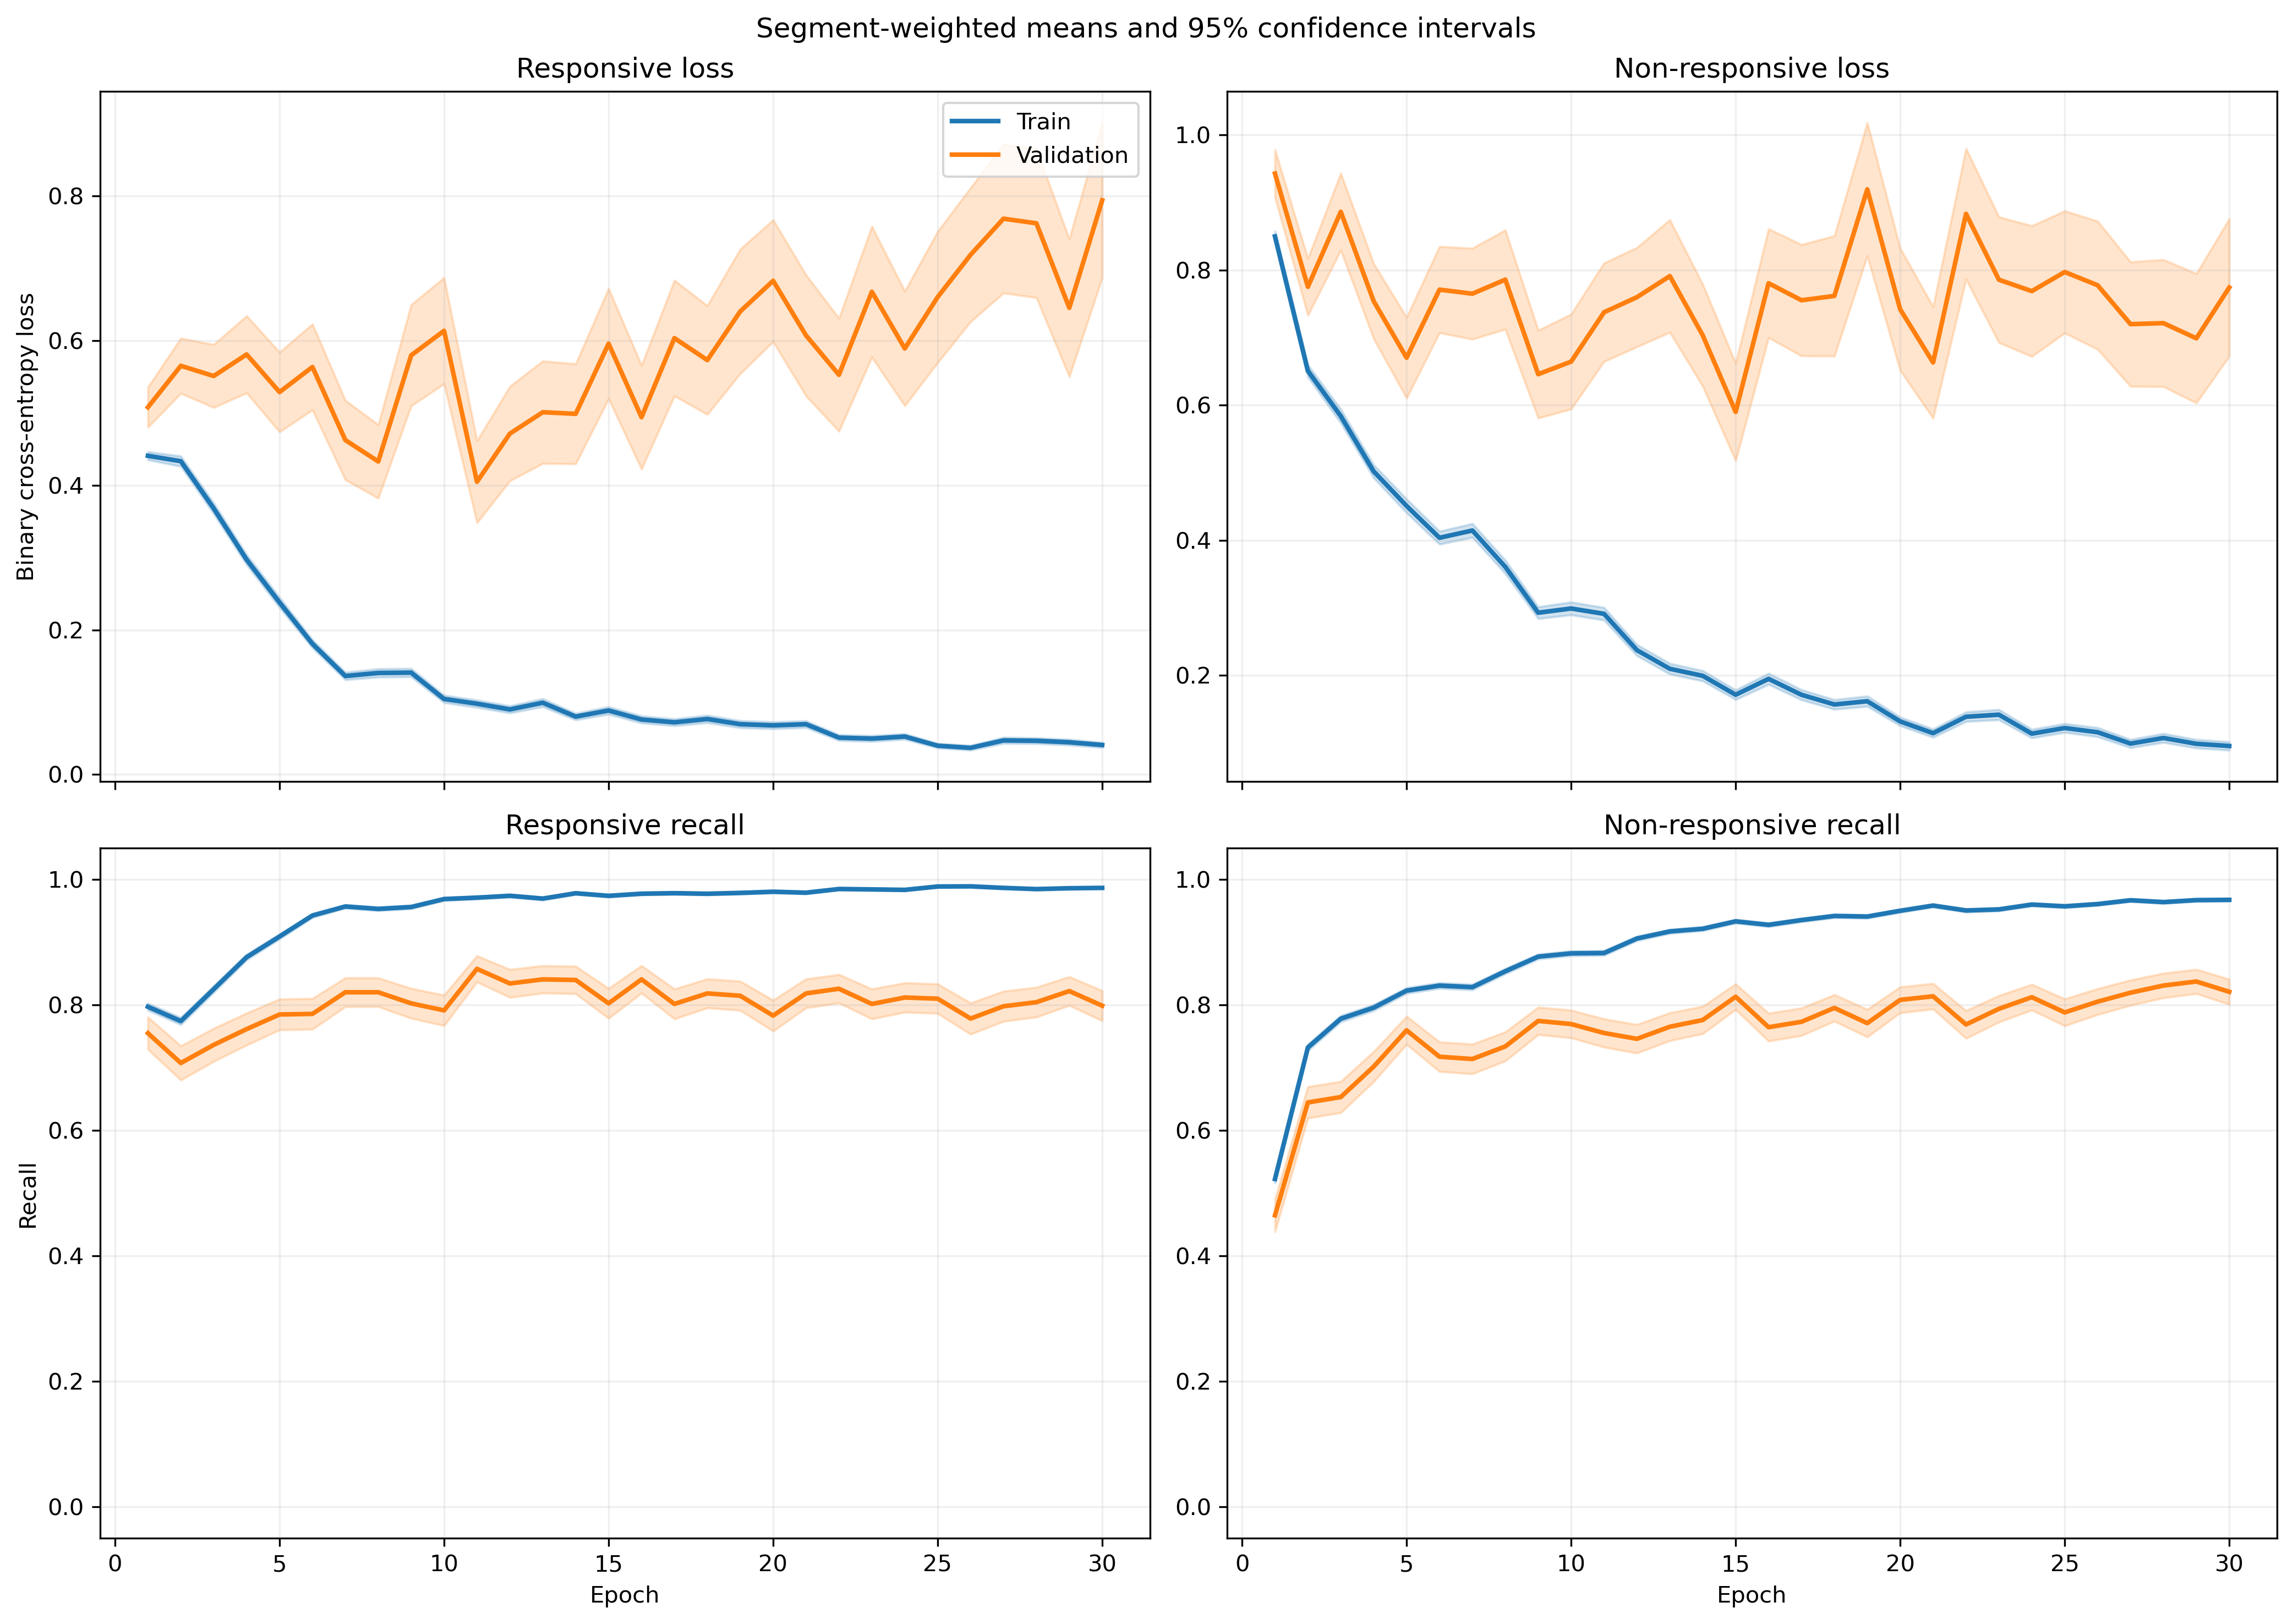 Segment-weighted means and 95% confidence intervals
Responsive loss
Non-responsive loss
Train
Validation
Binary cross-entropy loss
0.8
0.6
0.4
0.2
0.0
1.0
0.8
0.6
0.4
0.2
Responsive recall
Non-responsive recall
Recall
1.0
0.8
0.6
0.4
0.2
0.0
0 5 10 15 20 25 30
Epoch
1.0
0.8
0.6
0.4
0.2
0.0
0 5 10 15 20 25 30
Epoch